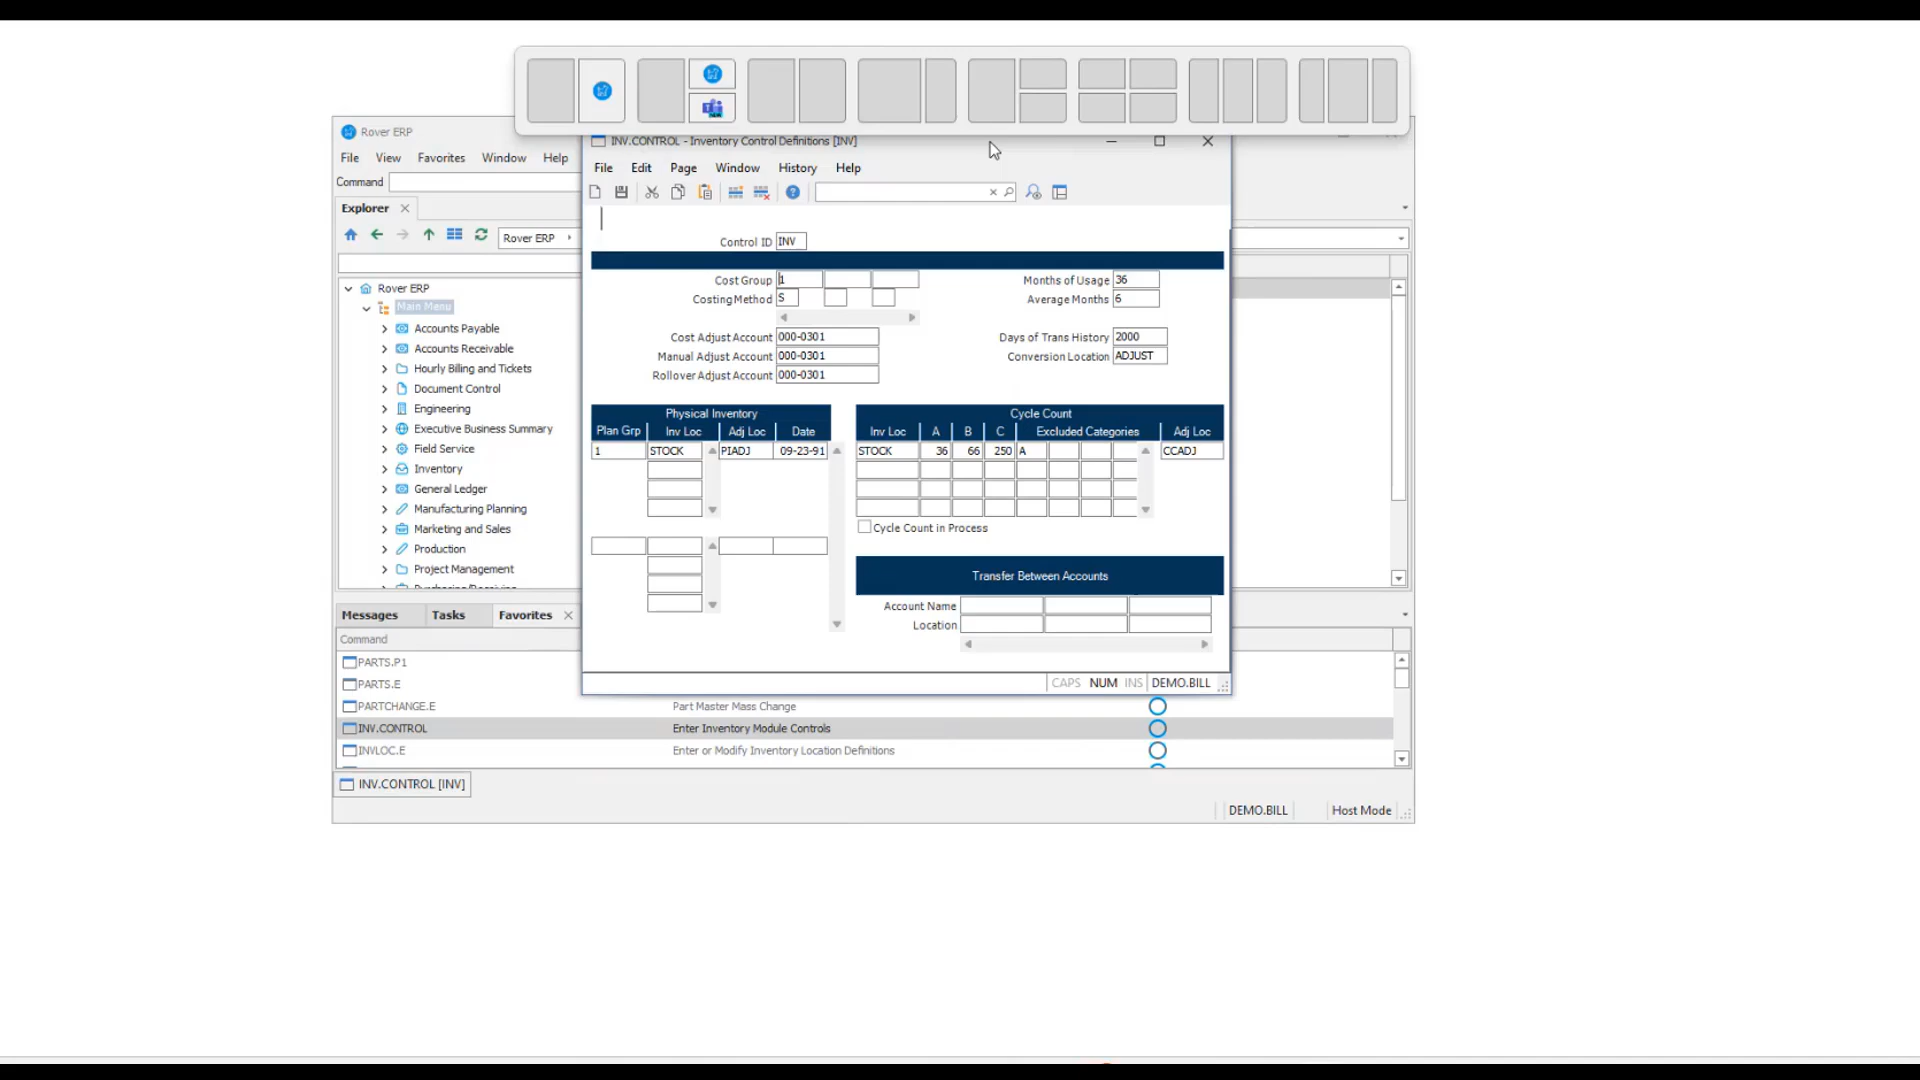 Rover ERP
File View Favorites Window Help
Command
Explorer
Rover ERP
Rover ERP
Main Menu
Accounts Payable
Accounts Receivable
Hourly Billing and Tickets
Document Control
Engineering
Executive Business Summary
Field Service
Inventory
General Ledger
Manufacturing Planning
Marketing and Sales
Production
Project Management
INV.CONTROL - Inventory Control Definitions [INV]
File Edit Page Window History Help
Control ID INV
Cost Group 1 Months of Usage 36
Costing Method S Average Months 6
Cost Adjust Account 000-0301 Days of Trans History 2000
Manual Adjust Account 000-0301 Conversion Location ADJUST
Rollover Adjust Account 000-0301
Physical Inventory
Plan Grp Inv Loc Adj Loc Date
1 STOCK PIADJ 09-23-91
Cycle Count
Inv Loc A B C Excluded Categories Adj Loc
STOCK 36 66 250 A CCADJ
Cycle Count in Process
Transfer Between Accounts
Account Name
Location
CAPS NUM INS DEMO.BILL
Messages Tasks Favorites
Command
PARTS.P1
PARTS.E
PARTCHANGE.E Part Master Mass Change
INV.CONTROL Enter Inventory Module Controls
INVLOC.E Enter or Modify Inventory Location Definitions
INV.CONTROL [INV]
DEMO.BILL Host Mode